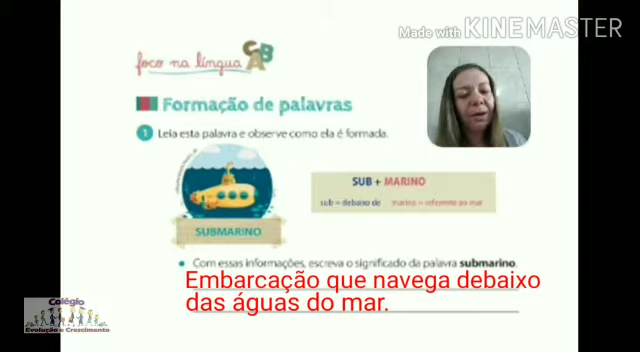 Made with KINEMASTER
foco na língua
Formação de palavras
1 Leia esta palavra e observe como ela é formada.
SUB + MARINO
sub = debaixo de marino = referente ao mar
SUBMARINO
• Com essas informações, escreva o significado da palavra submarino.
Embarcação que navega debaixo
das águas do mar.
Colégio
Evolução e Crescimento